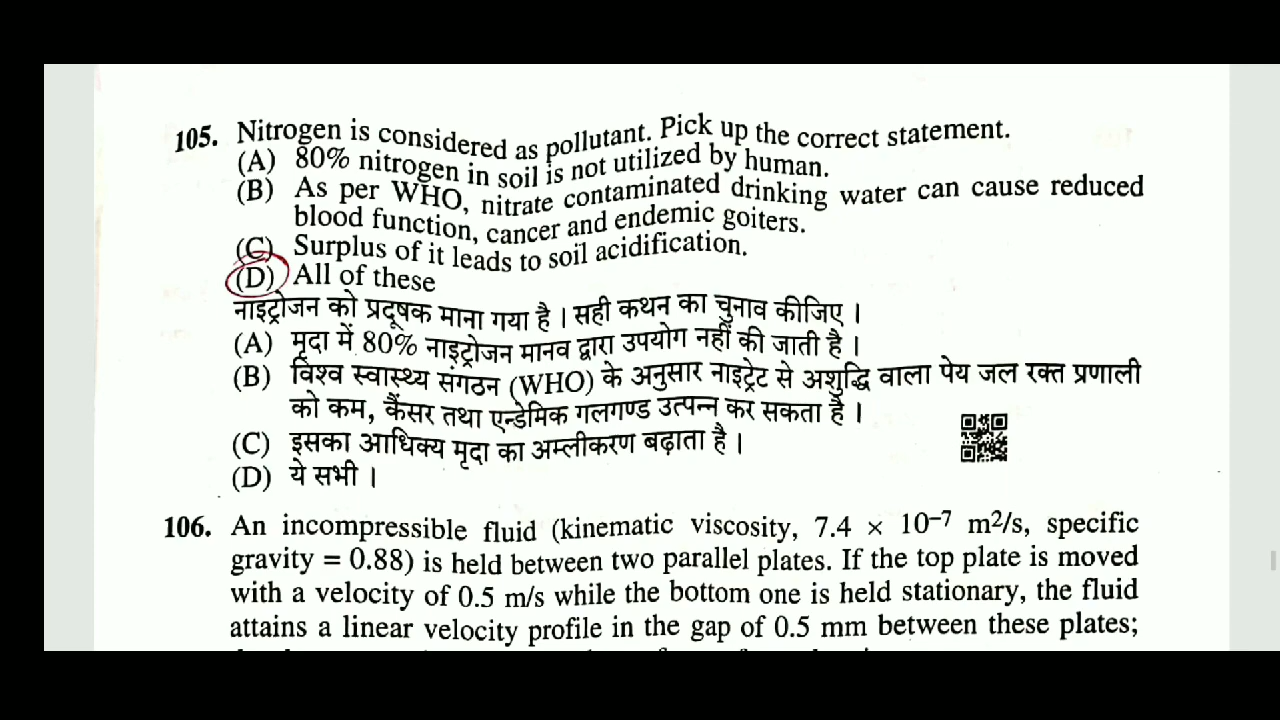 105. Nitrogen is considered as pollutant. Pick up the correct statement.
(A) 80% nitrogen in soil is not utilized by human.
(B) As per WHO, nitrate contaminated drinking water can cause reduced
blood function, cancer and endemic goiters.
(C) Surplus of it leads to soil acidification.
(D) All of these
नाइट्रोजन को प्रदूषक माना गया है । सही कथन का चुनाव कीजिए ।
(A) मृदा में 80% नाइट्रोजन मानव द्वारा उपयोग नहीं की जाती है ।
(B) विश्व स्वास्थ्य संगठन (WHO) के अनुसार नाइट्रेट से अशुद्धि वाला पेय जल रक्त प्रणाली
को कम, कैंसर तथा एन्डेमिक गलगण्ड उत्पन्न कर सकता है ।
(C) इसका आधिक्य मृदा का अम्लीकरण बढ़ाता है ।
(D) ये सभी ।
106. An incompressible fluid (kinematic viscosity, 7.4 × 10⁻⁷ m²/s, specific
gravity = 0.88) is held between two parallel plates. If the top plate is moved
with a velocity of 0.5 m/s while the bottom one is held stationary, the fluid
attains a linear velocity profile in the gap of 0.5 mm between these plates;